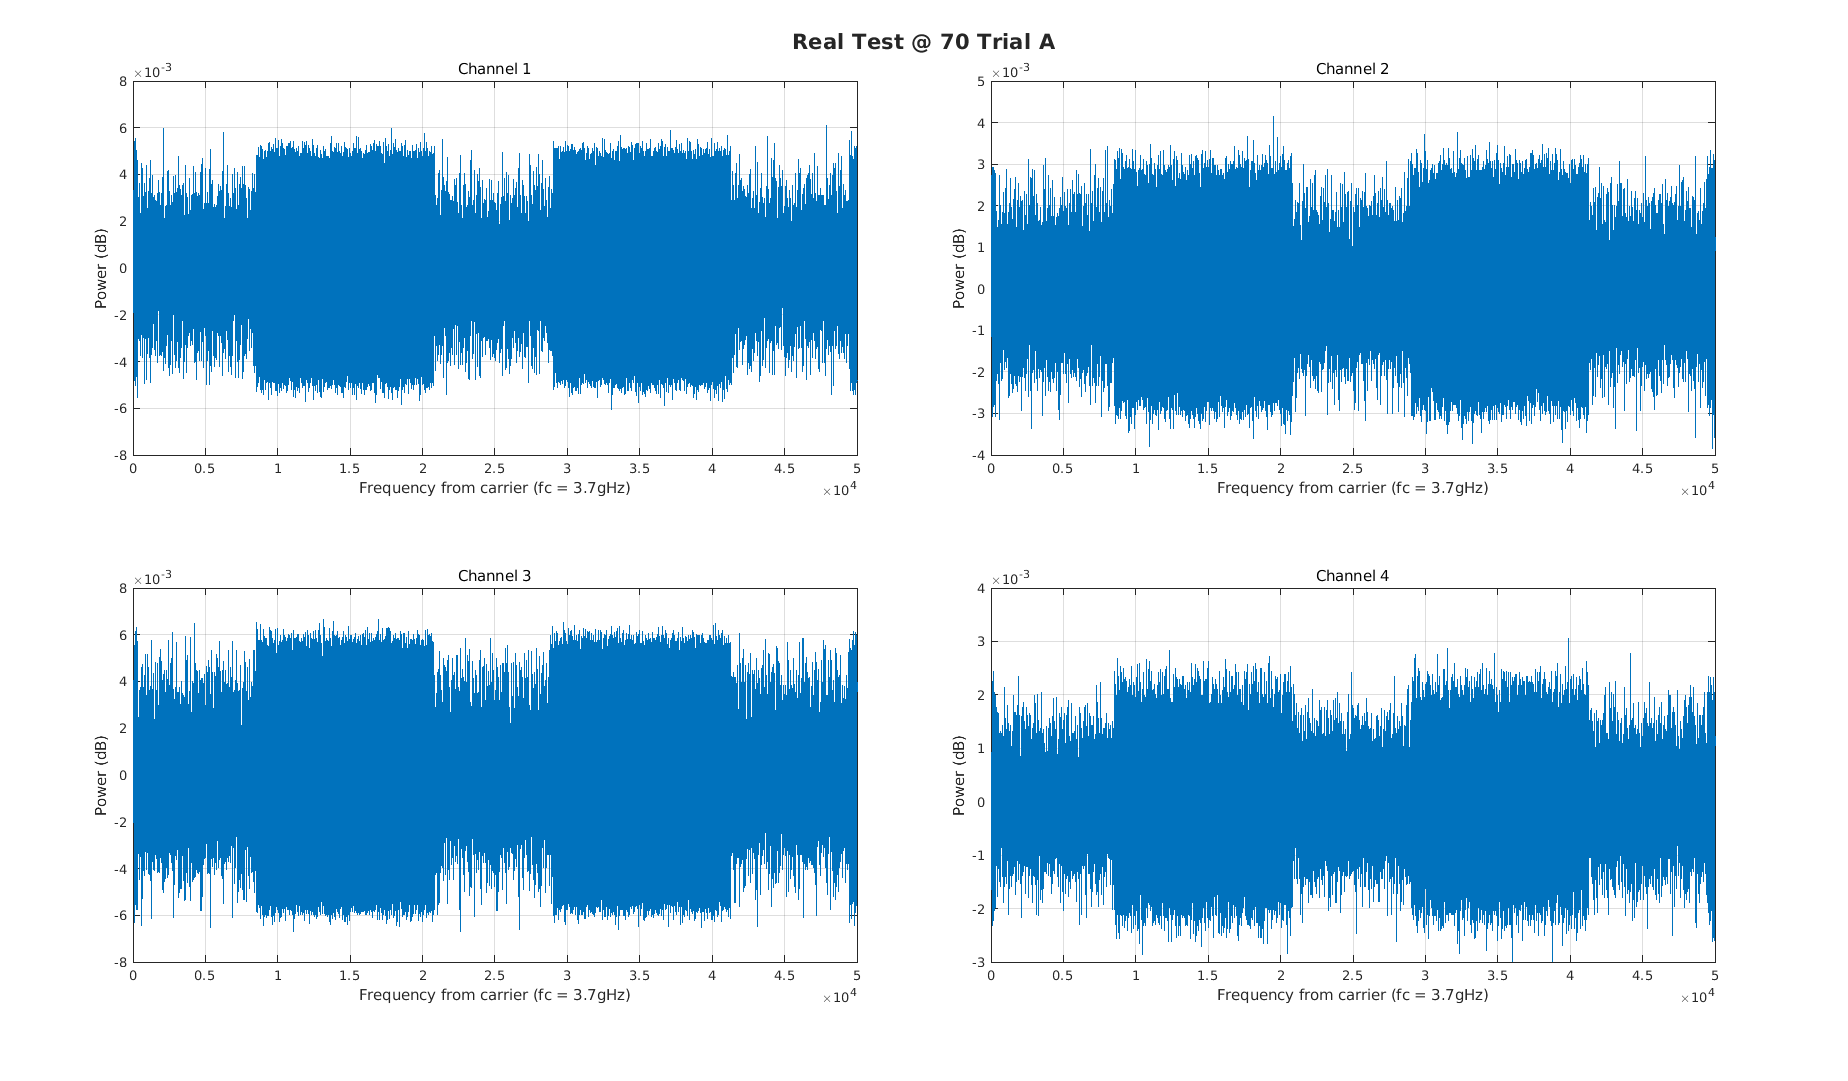 Real Test @ 70 Trial A
Channel 1
×10^-3
8
6
4
2
0
-2
-4
-6
-8
Power (dB)
0 0.5 1 1.5 2 2.5 3 3.5 4 4.5 5
Frequency from carrier (fc = 3.7gHz)
×10^4
Channel 2
×10^-3
5
4
3
2
1
0
-1
-2
-3
-4
Power (dB)
0 0.5 1 1.5 2 2.5 3 3.5 4 4.5 5
Frequency from carrier (fc = 3.7gHz)
×10^4
Channel 3
×10^-3
8
6
4
2
0
-2
-4
-6
-8
Power (dB)
0 0.5 1 1.5 2 2.5 3 3.5 4 4.5 5
Frequency from carrier (fc = 3.7gHz)
×10^4
Channel 4
×10^-3
4
3
2
1
0
-1
-2
-3
Power (dB)
0 0.5 1 1.5 2 2.5 3 3.5 4 4.5 5
Frequency from carrier (fc = 3.7gHz)
×10^4